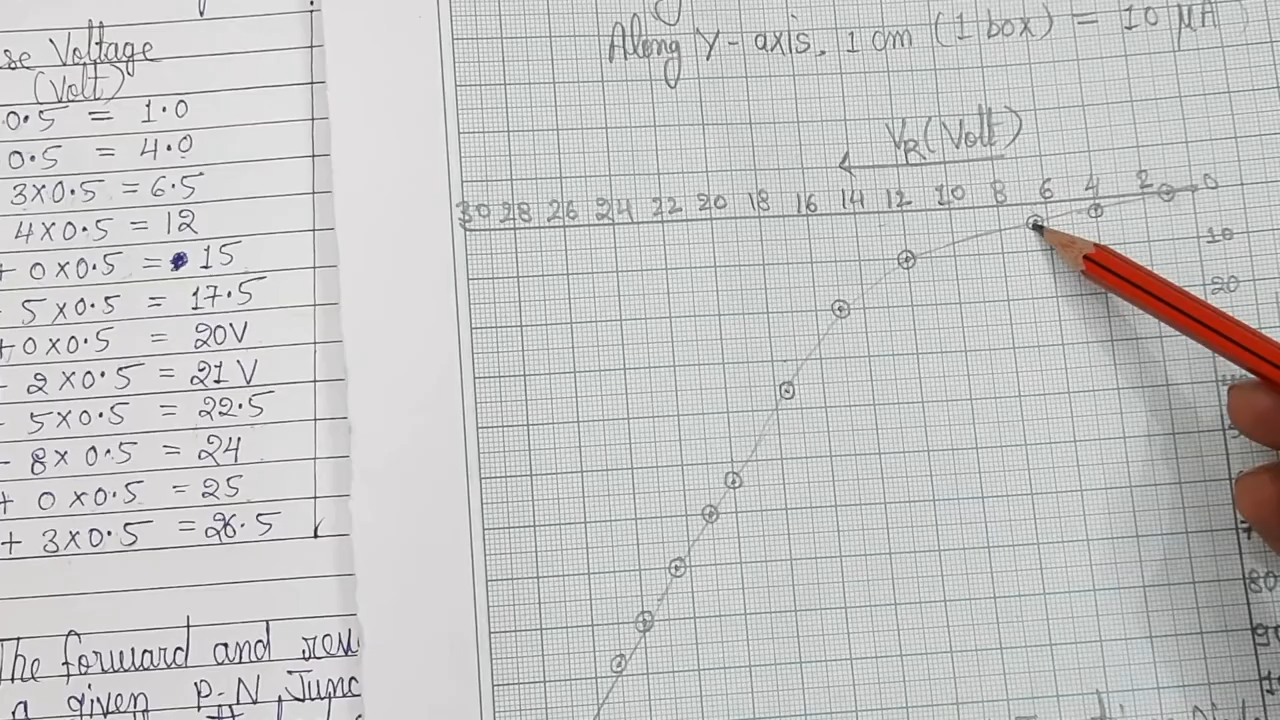 se Voltage
(Volt)
0.5 = 1.0
0.5 = 4.0
3×0.5 = 6.5
4×0.5 = 12
+ 0×0.5 = 15
5×0.5 = 17.5
+0×0.5 = 20V
- 2×0.5 = 21V
- 5×0.5 = 22.5
- 8×0.5 = 24
+ 0×0.5 = 25
+ 3×0.5 = 26.5
The forward and rev
a given P-N, Junc
Along Y-axis. 1 cm (1 box) = 10 μA
VR (Volt)
30 28 26 24 22 20 18 16 14 12 10 8 6 4 2 0
10
20
80
90